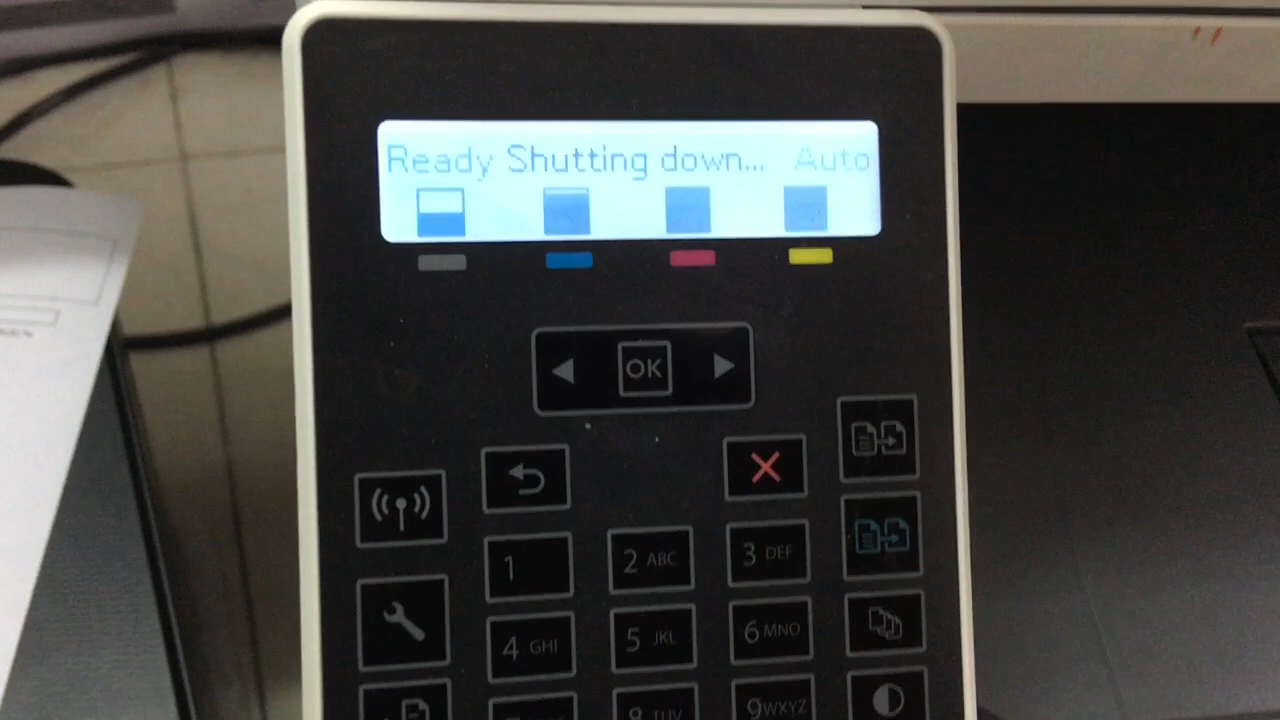 Ready Shutting down... Auto
OK
1
2 ABC
3 DEF
4 GHI
5 JKL
6 MNO
8 TUV
9 WXYZ